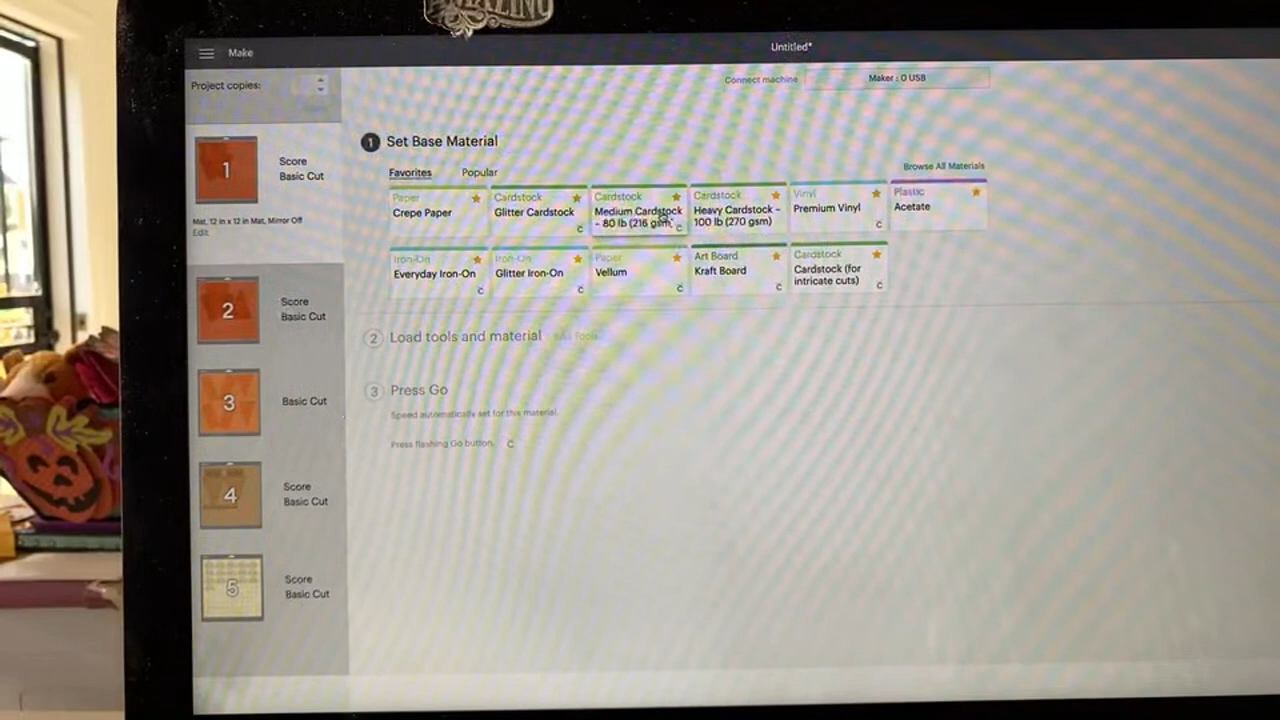 Make
Untitled*
Project copies:
Connect machine
Maker : 0 USB
1
Score
Basic Cut
Mat, 12 in x 12 in Mat, Mirror Off
Edit
2
Score
Basic Cut
3
Basic Cut
4
Score
Basic Cut
5
Score
Basic Cut
1 Set Base Material
Favorites
Popular
Browse All Materials
Paper
Crepe Paper
Cardstock
Glitter Cardstock
C
Cardstock
Medium Cardstock
- 80 lb (216 gsm)
C
Cardstock
Heavy Cardstock -
100 lb (270 gsm)
Vinyl
Premium Vinyl
C
Plastic
Acetate
Iron-On
Everyday Iron-On
C
Iron-On
Glitter Iron-On
C
Paper
Vellum
C
Art Board
Kraft Board
C
Cardstock
Cardstock (for
intricate cuts)
C
2 Load tools and material
3 Press Go
Speed automatically set for this material.
Press flashing Go button. C